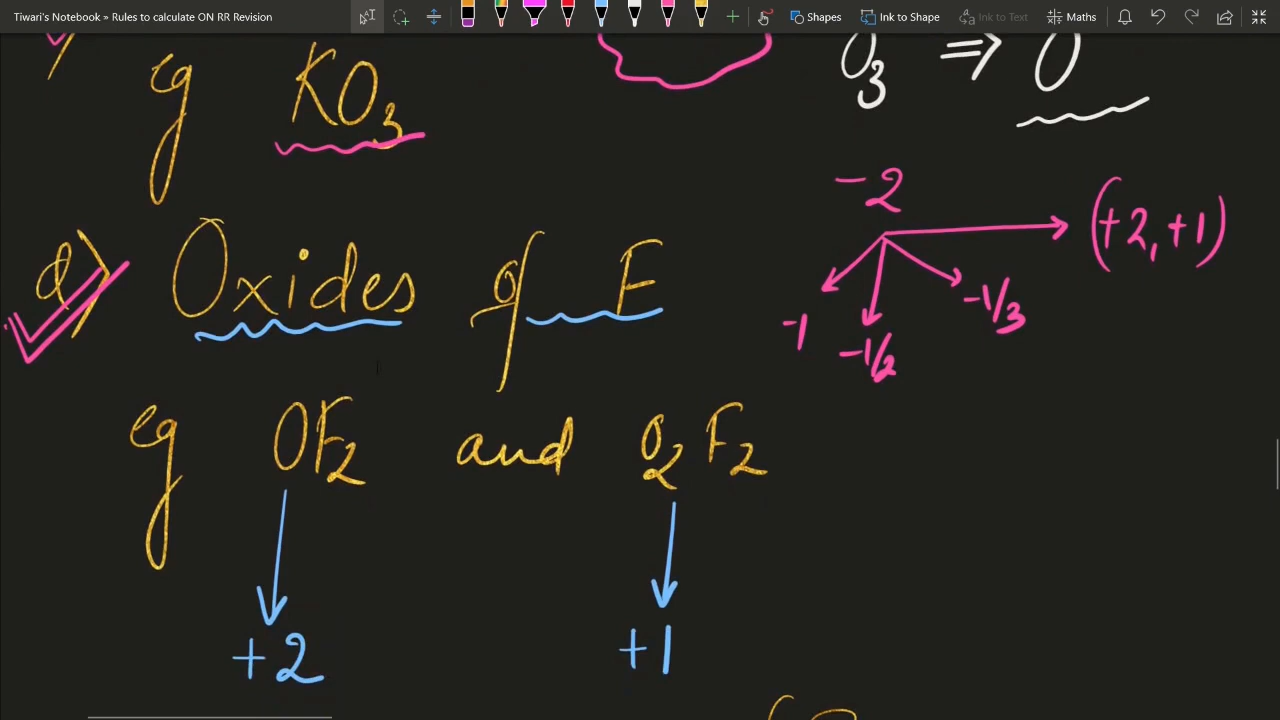 Tiwari's Notebook » Rules to calculate ON RR Revision
Shapes Ink to Shape Ink to Text Maths
eg KO3
O3 ⇒ O
d) Oxides of F
-2
(+2, +1)
-1 -1/2 -1/3
eg OF2 and O2F2
+2 +1